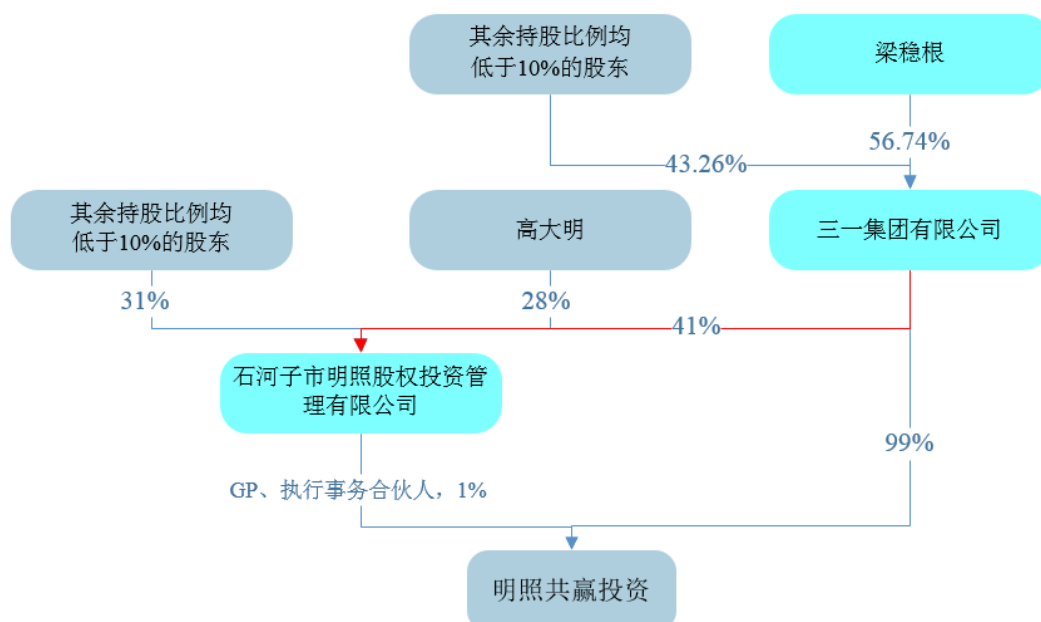 其余持股比例均
低于10%的股东
梁稳根
56.74%
43.26%
其余持股比例均
低于10%的股东
高大明
三一集团有限公司
31%
28%
41%
石河子市明照股权投资管
理有限公司
99%
GP、执行事务合伙人，1%
明照共赢投资